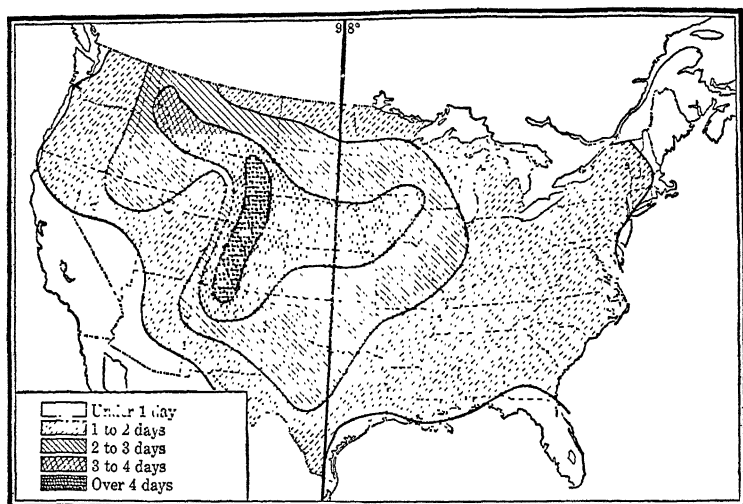 98°
Under 1 day
1 to 2 days
2 to 3 days
3 to 4 days
Over 4 days